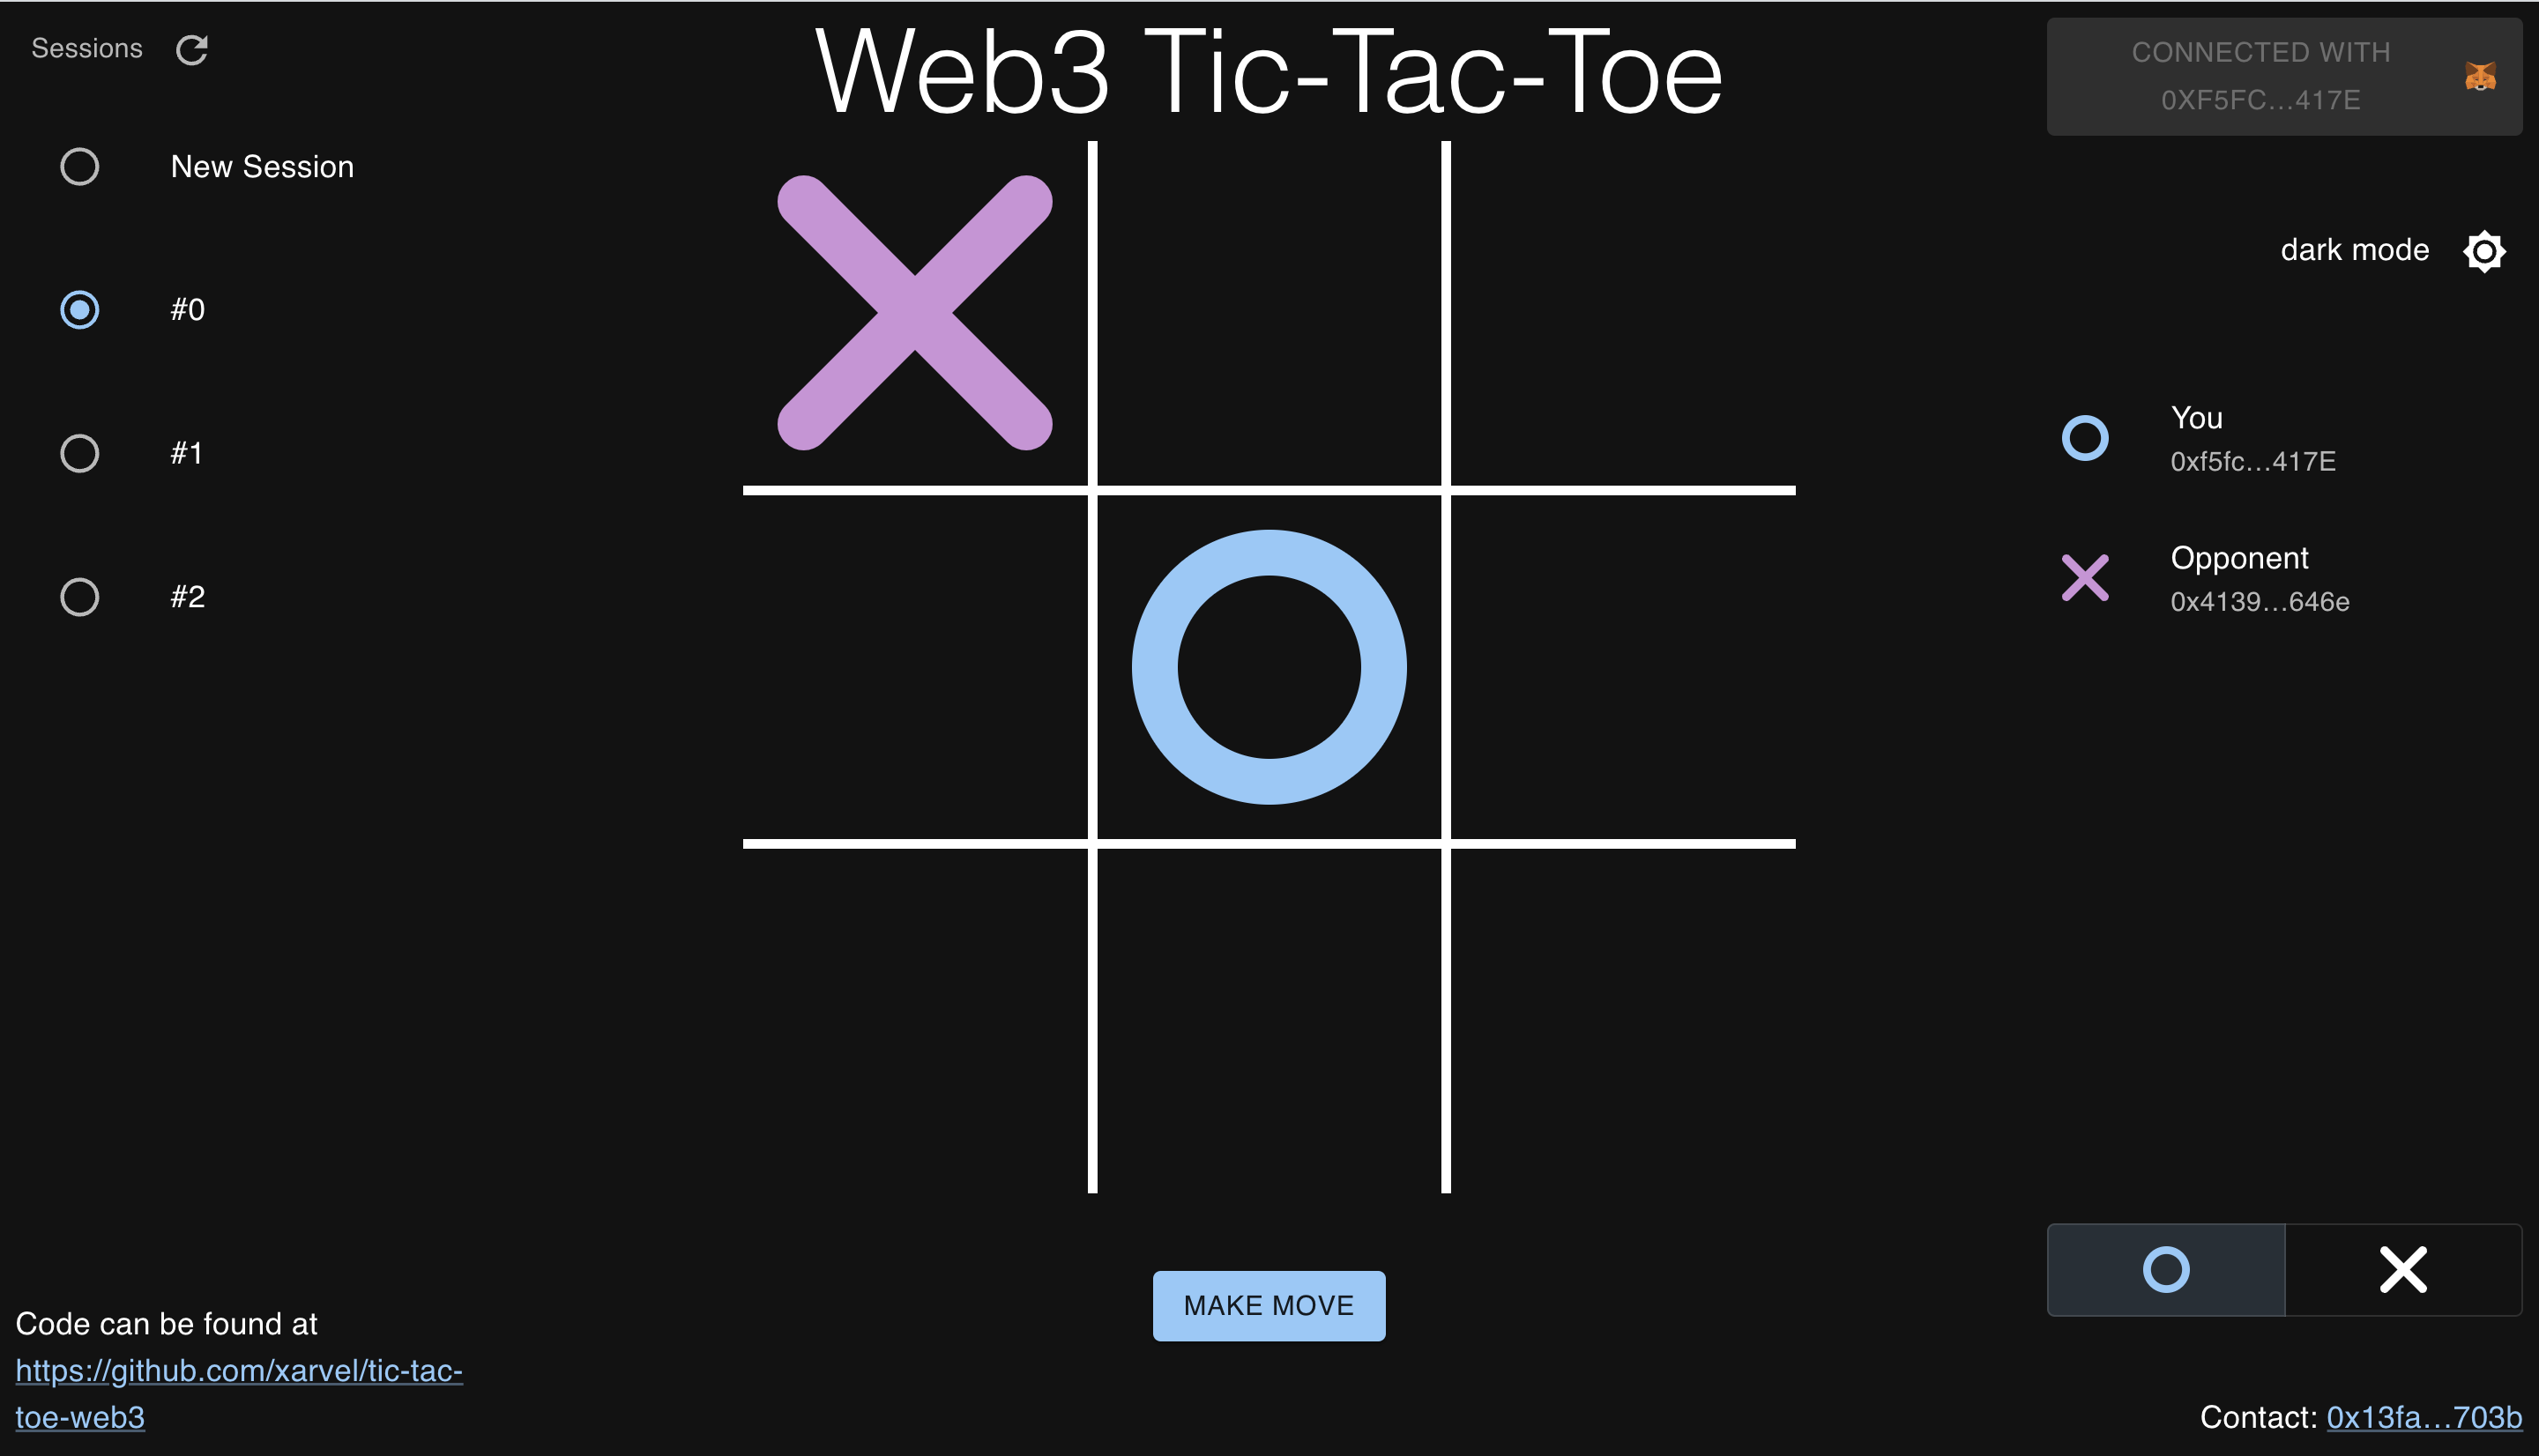 Sessions
Web3 Tic-Tac-Toe
CONNECTED WITH
0XF5FC...417E
New Session
#0
#1
#2
dark mode
You
0xf5fc...417E
Opponent
0x4139...646e
MAKE MOVE
Code can be found at
https://github.com/xarvel/tic-tac-
toe-web3
Contact: 0x13fa...703b